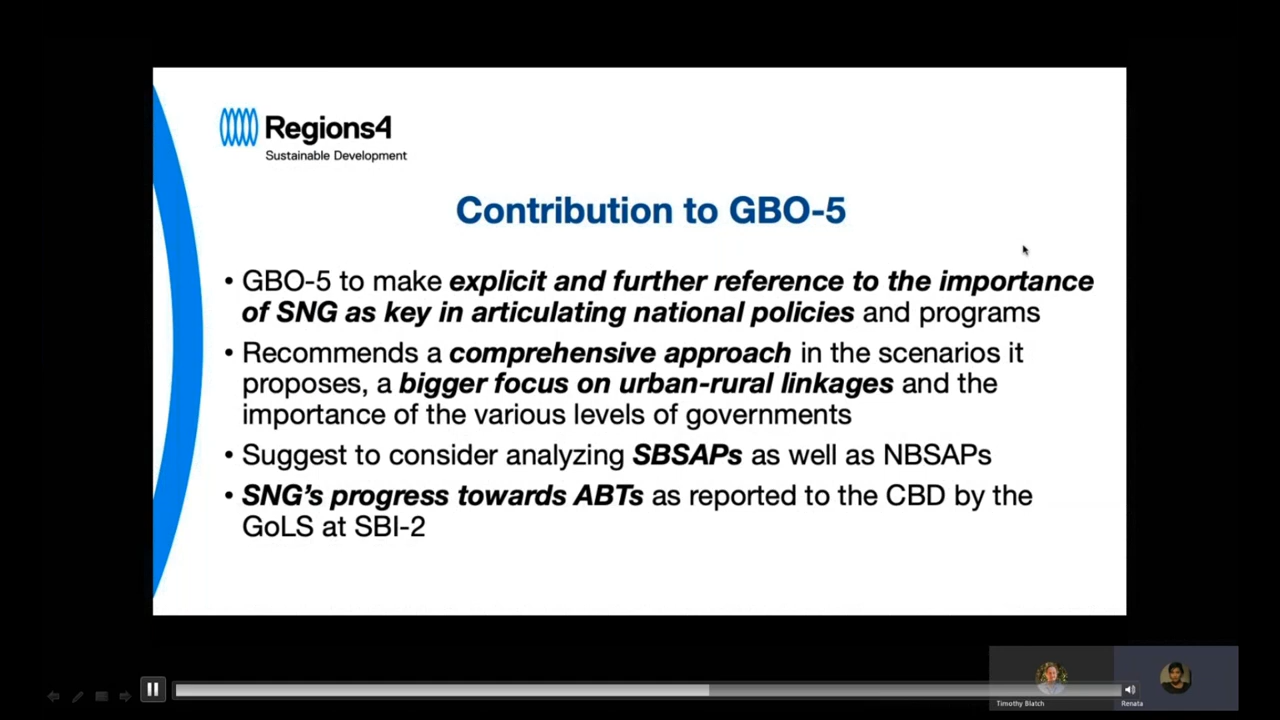 Regions4
Sustainable Development
Contribution to GBO-5
• GBO-5 to make explicit and further reference to the importance
of SNG as key in articulating national policies and programs
• Recommends a comprehensive approach in the scenarios it
proposes, a bigger focus on urban-rural linkages and the
importance of the various levels of governments
• Suggest to consider analyzing SBSAPs as well as NBSAPs
• SNG's progress towards ABTs as reported to the CBD by the
GoLS at SBI-2
Timothy Blatch
Renata